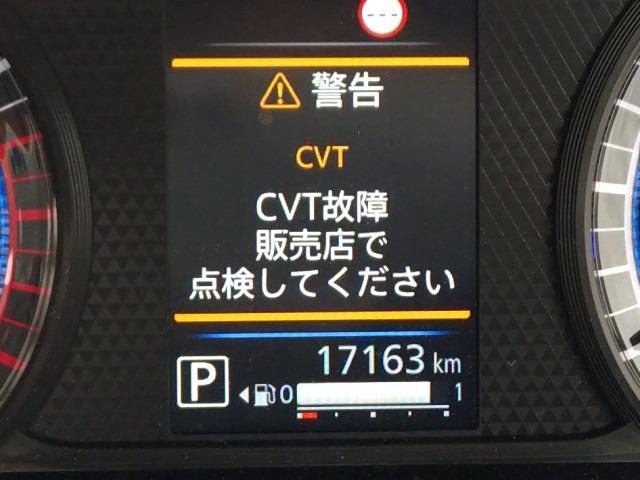 ---
警告
CVT
CVT故障
販売店で
点検してください
17163 km
P
0 1